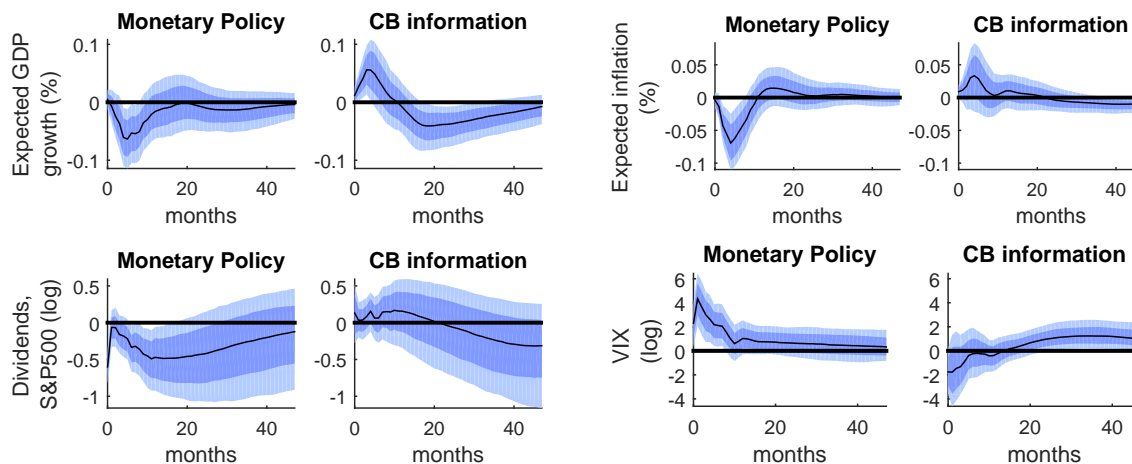 Monetary Policy
CB information
Expected GDP
growth (%)
0.1
0
-0.1
0
20
40
months
0
20
40
months
Monetary Policy
CB information
Expected inflation
(%)
0.05
0
-0.05
-0.1
0
20
40
months
0.05
0
-0.05
-0.1
0
20
40
months
Monetary Policy
CB information
Dividends,
S&P500 (log)
0.5
0
-0.5
-1
0
20
40
months
0.5
0
-0.5
-1
0
20
40
months
Monetary Policy
CB information
VIX
(log)
6
4
2
0
-2
-4
0
20
40
months
6
4
2
0
-2
-4
0
20
40
months